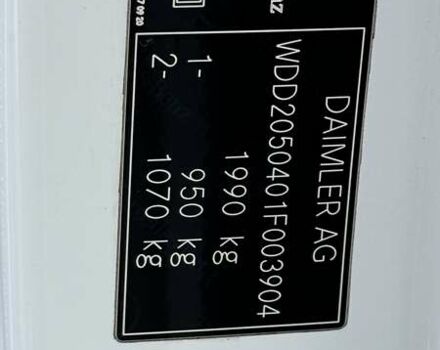 DAIMLER AG
WDD2050401F003904
1990 kg
1- 950 kg
2- 1070 kg